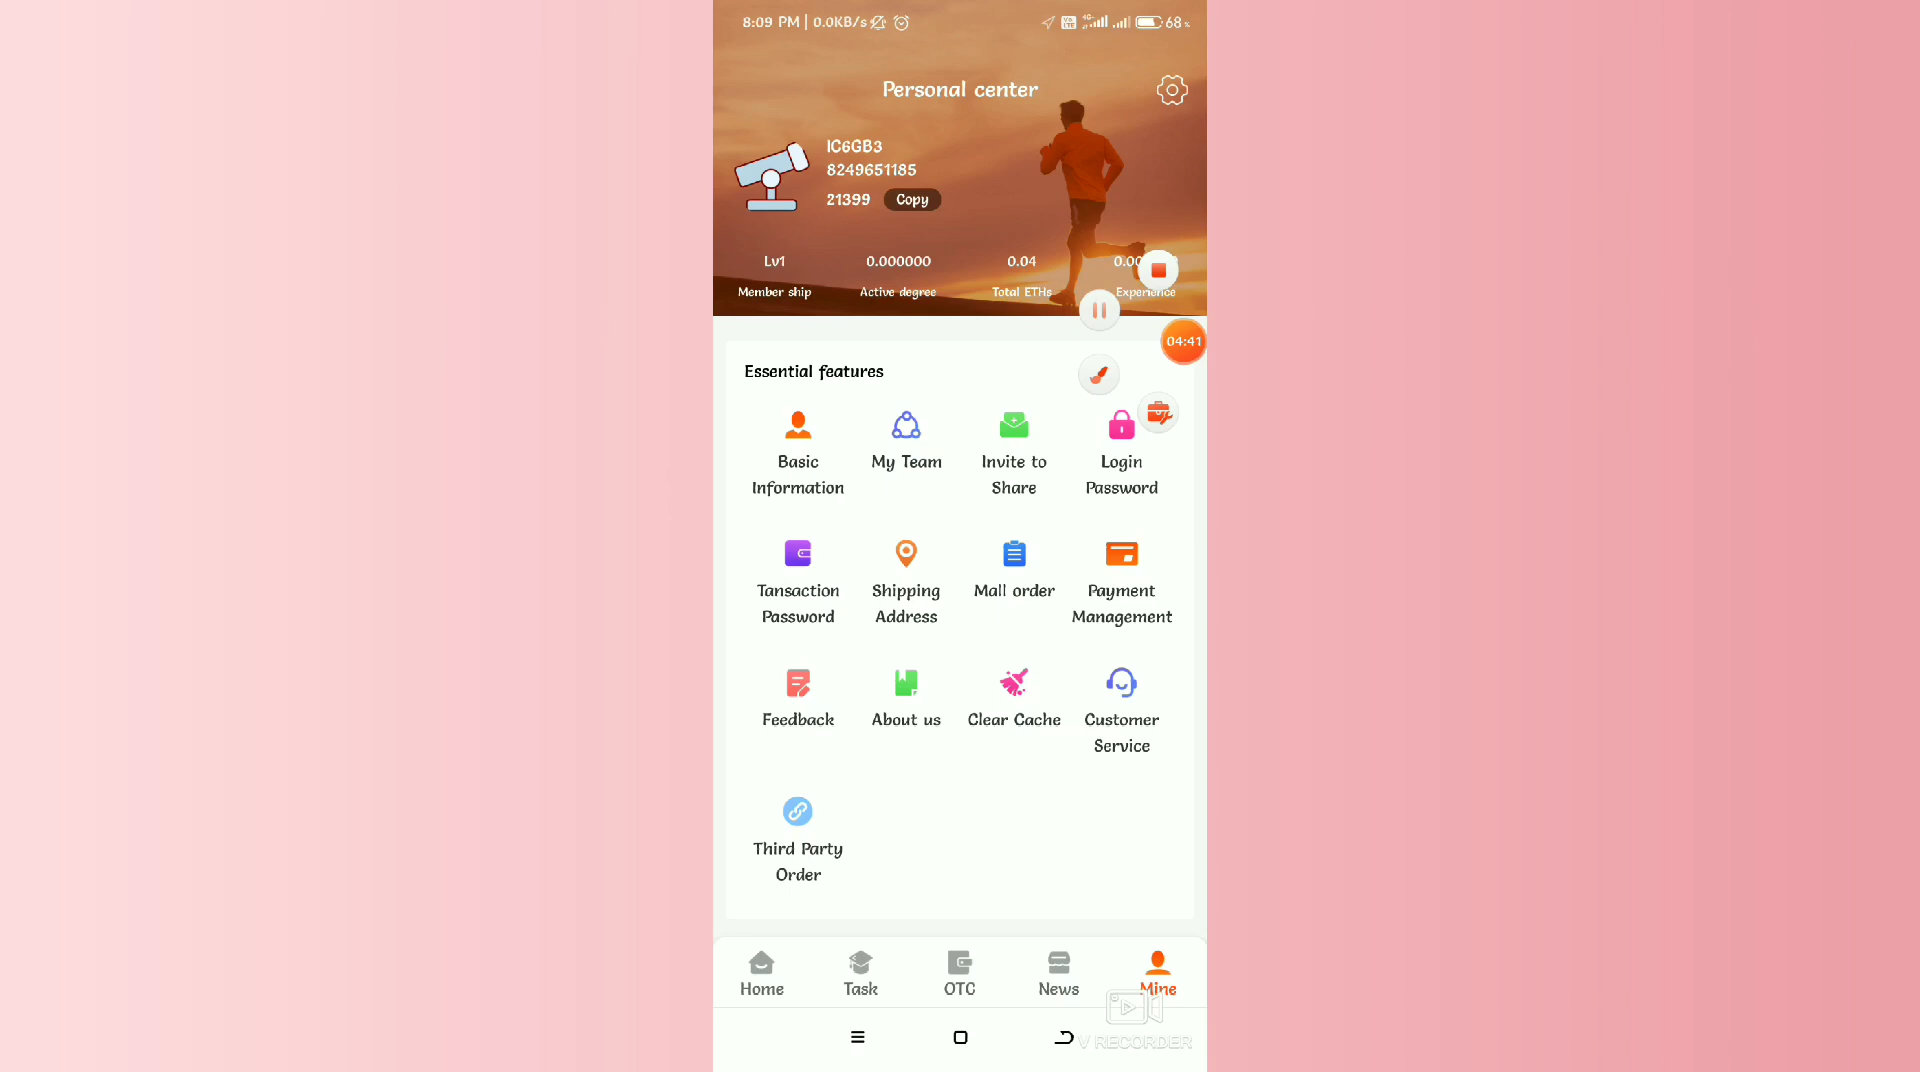 8:09 PM | 0.0KB/s
Vo LTE 4G 68%
Personal center
IC6GB3
8249651185
21399 Copy
Lv1 0.000000 0.04 0.00
Member ship Active degree Total ETHs Experience
04:41
Essential features
Basic Information
My Team
Invite to Share
Login Password
Tansaction Password
Shipping Address
Mall order
Payment Management
Feedback
About us
Clear Cache
Customer Service
Third Party Order
Home Task OTC News Mine
V RECORDER